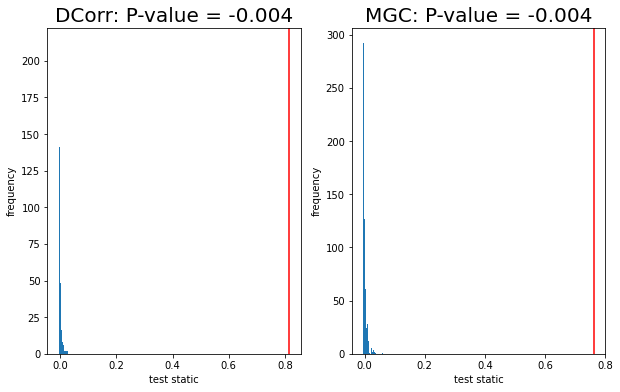 DCorr: P-value = -0.004
frequency
200
175
150
125
100
75
50
25
0
0.0 0.2 0.4 0.6 0.8
test static
MGC: P-value = -0.004
frequency
300
250
200
150
100
50
0
0.0 0.2 0.4 0.6 0.8
test static